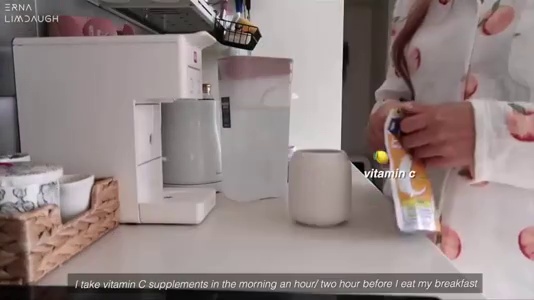 ERNA
LIMDAUGH
vitamin c
I take vitamin C supplements in the morning an hour/ two hour before I eat my breakfast